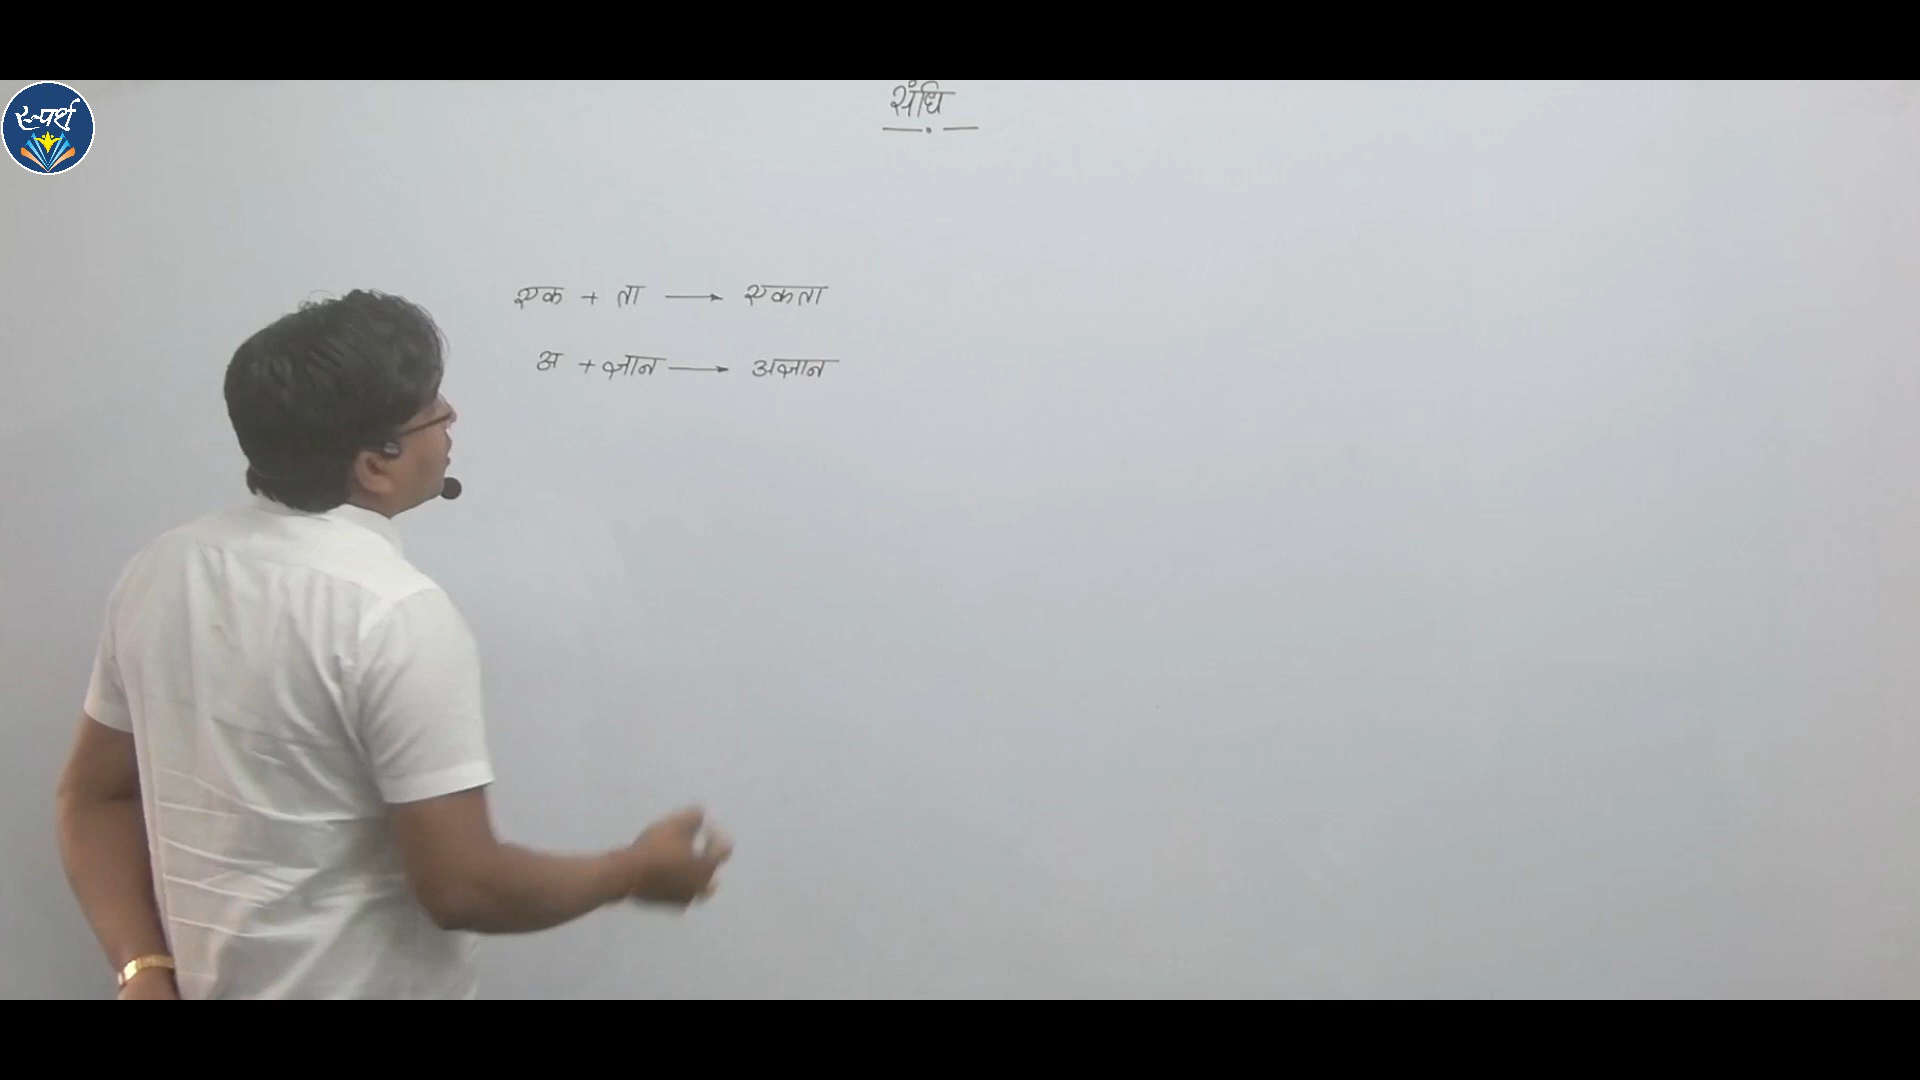 स्पर्श
संधि
एक + ता → एकता
अ + ज्ञान → अज्ञान